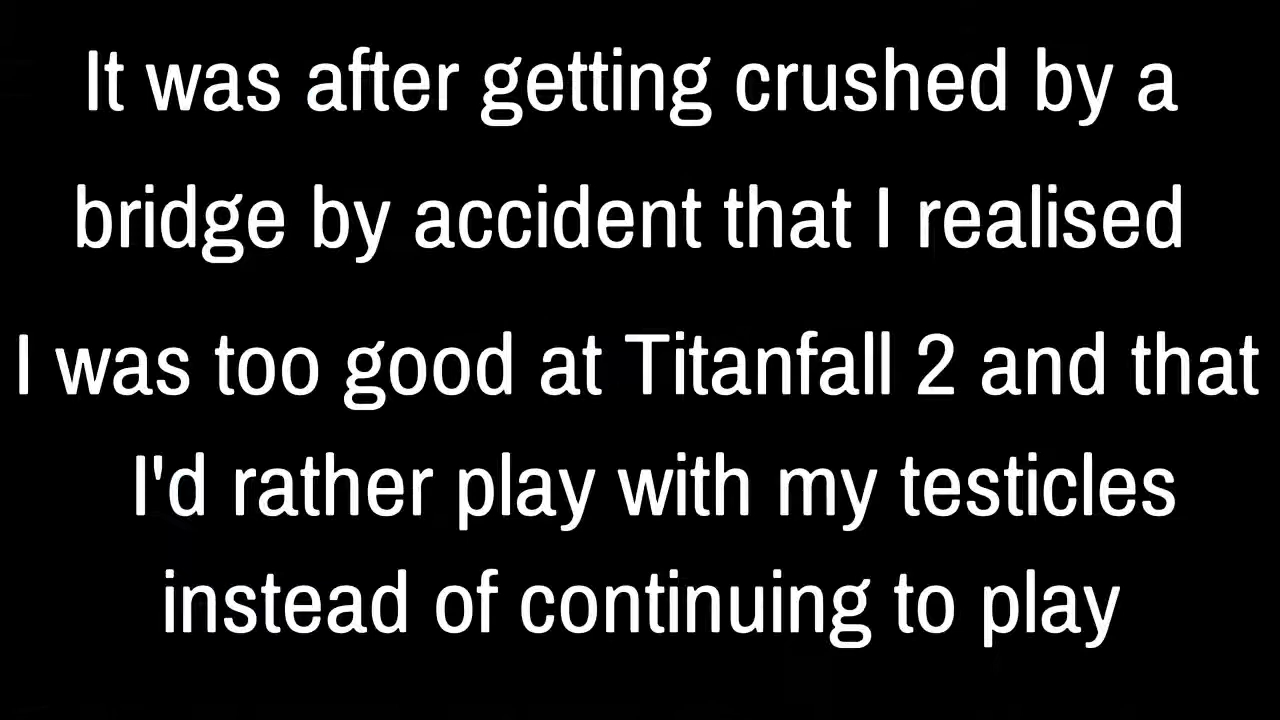 It was after getting crushed by a
bridge by accident that I realised
I was too good at Titanfall 2 and that
I'd rather play with my testicles
instead of continuing to play